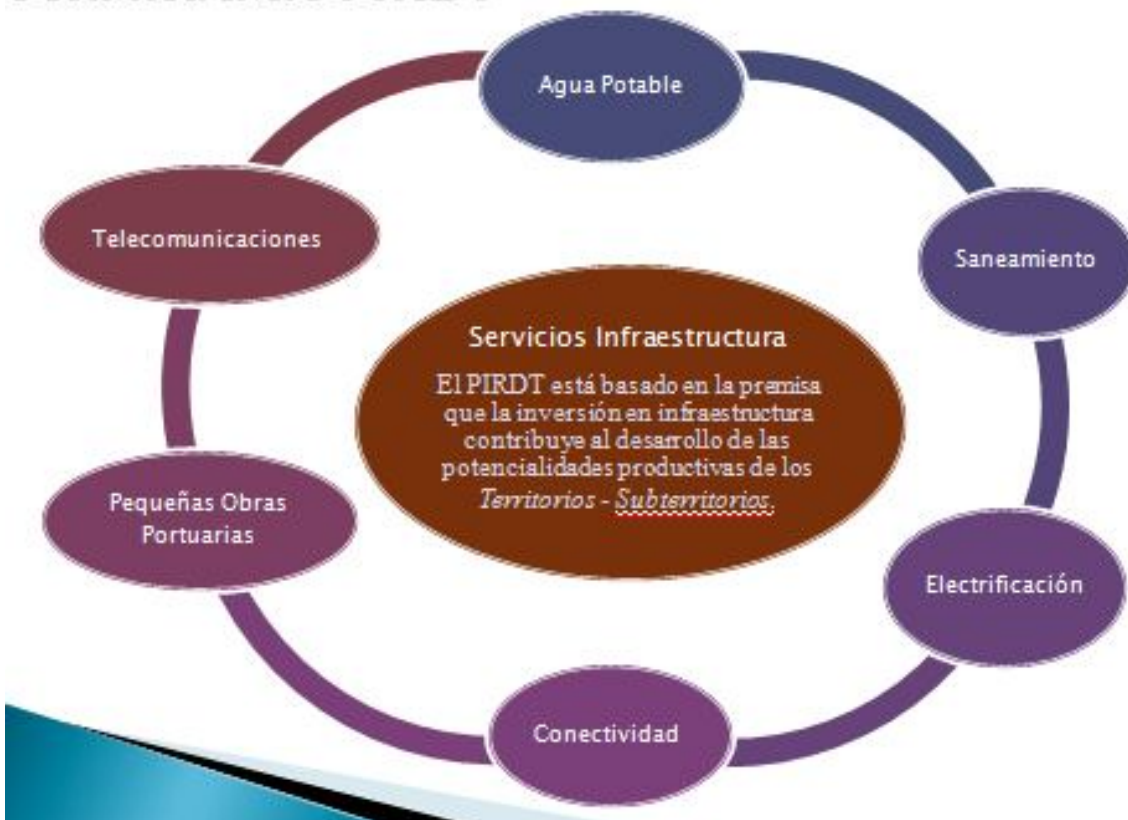 Agua Potable
Saneamiento
Electrificación
Conectividad
Pequeñas Obras
Portuarias
Telecomunicaciones
Servicios Infraestructura
El PIRDT está basado en la premisa
que la inversión en infraestructura
contribuye al desarrollo de las
potencialidades productivas de los
Territorios - Subterritorios.